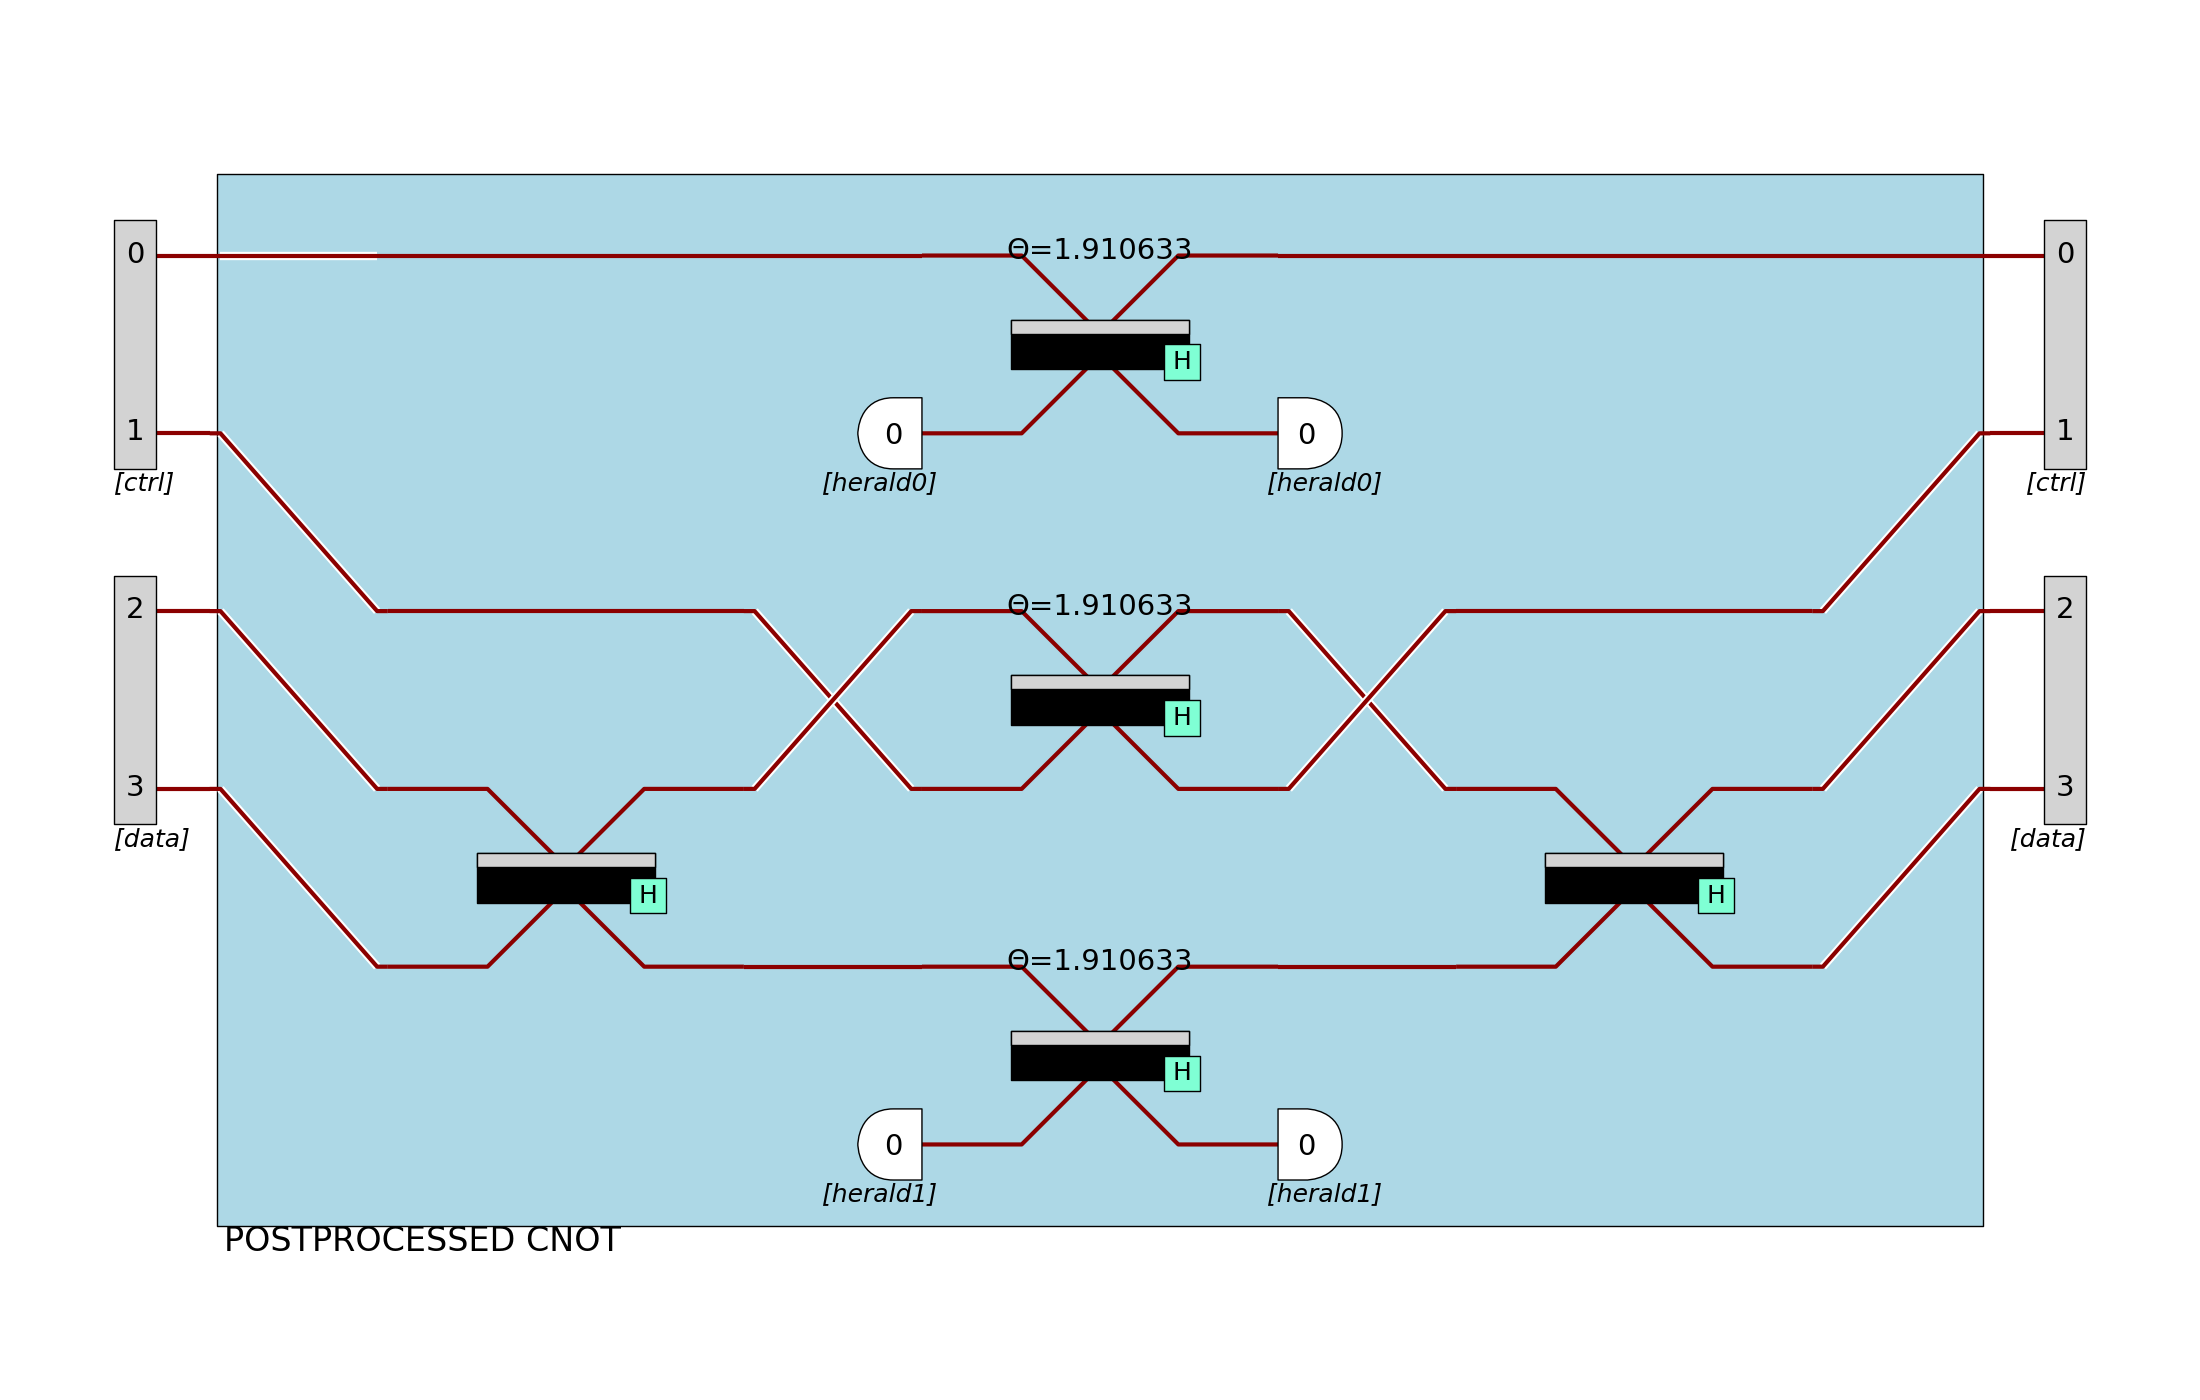 Θ=1.910633
0
0
H
1
0
0
1
[ctrl]
[herald0]
[herald0]
[ctrl]
2
Θ=1.910633
2
H
3
3
[data]
[data]
H
H
Θ=1.910633
H
0
0
[herald1]
[herald1]
POSTPROCESSED CNOT